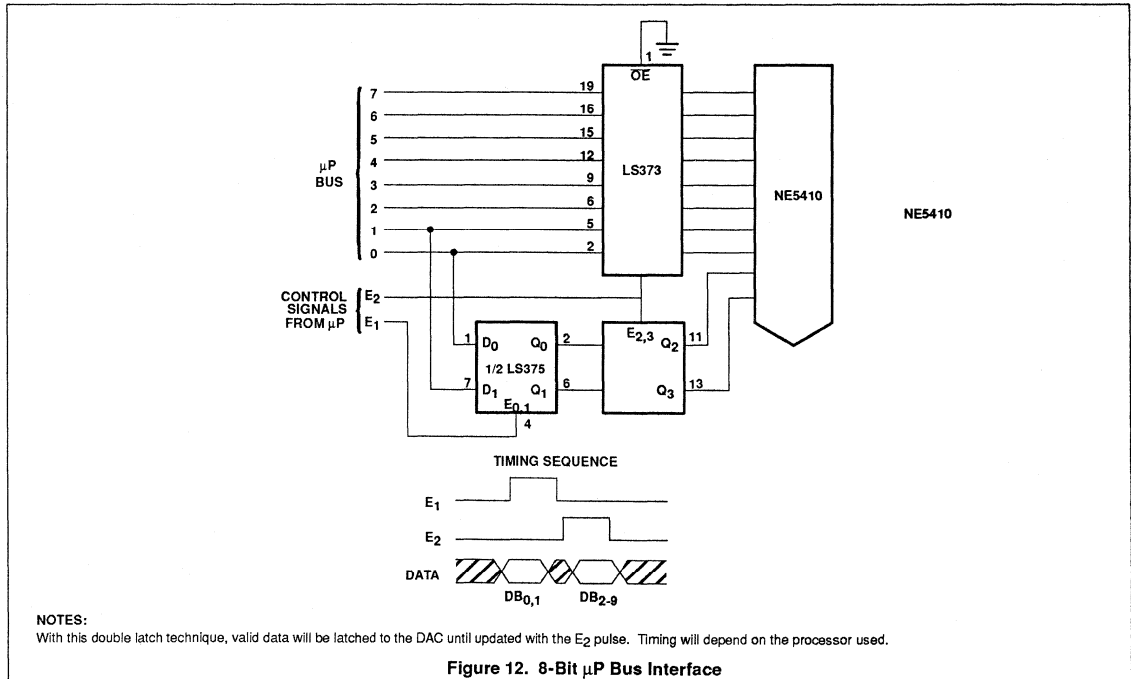 1
OE
7 19
6 16
5 15
4 12
3 9
2 6
1 5
0 2
µP
BUS
LS373
NE5410
NE5410
CONTROL
SIGNALS
FROM µP
E2
E1
1 D0 Q0 2
1/2 LS375
7 D1 Q1 6
E0,1
4
E2,3
Q2 11
Q3 13
TIMING SEQUENCE
E1
E2
DATA
DB0,1 DB2-9
NOTES:
With this double latch technique, valid data will be latched to the DAC until updated with the E2 pulse. Timing will depend on the processor used.
Figure 12. 8-Bit µP Bus Interface